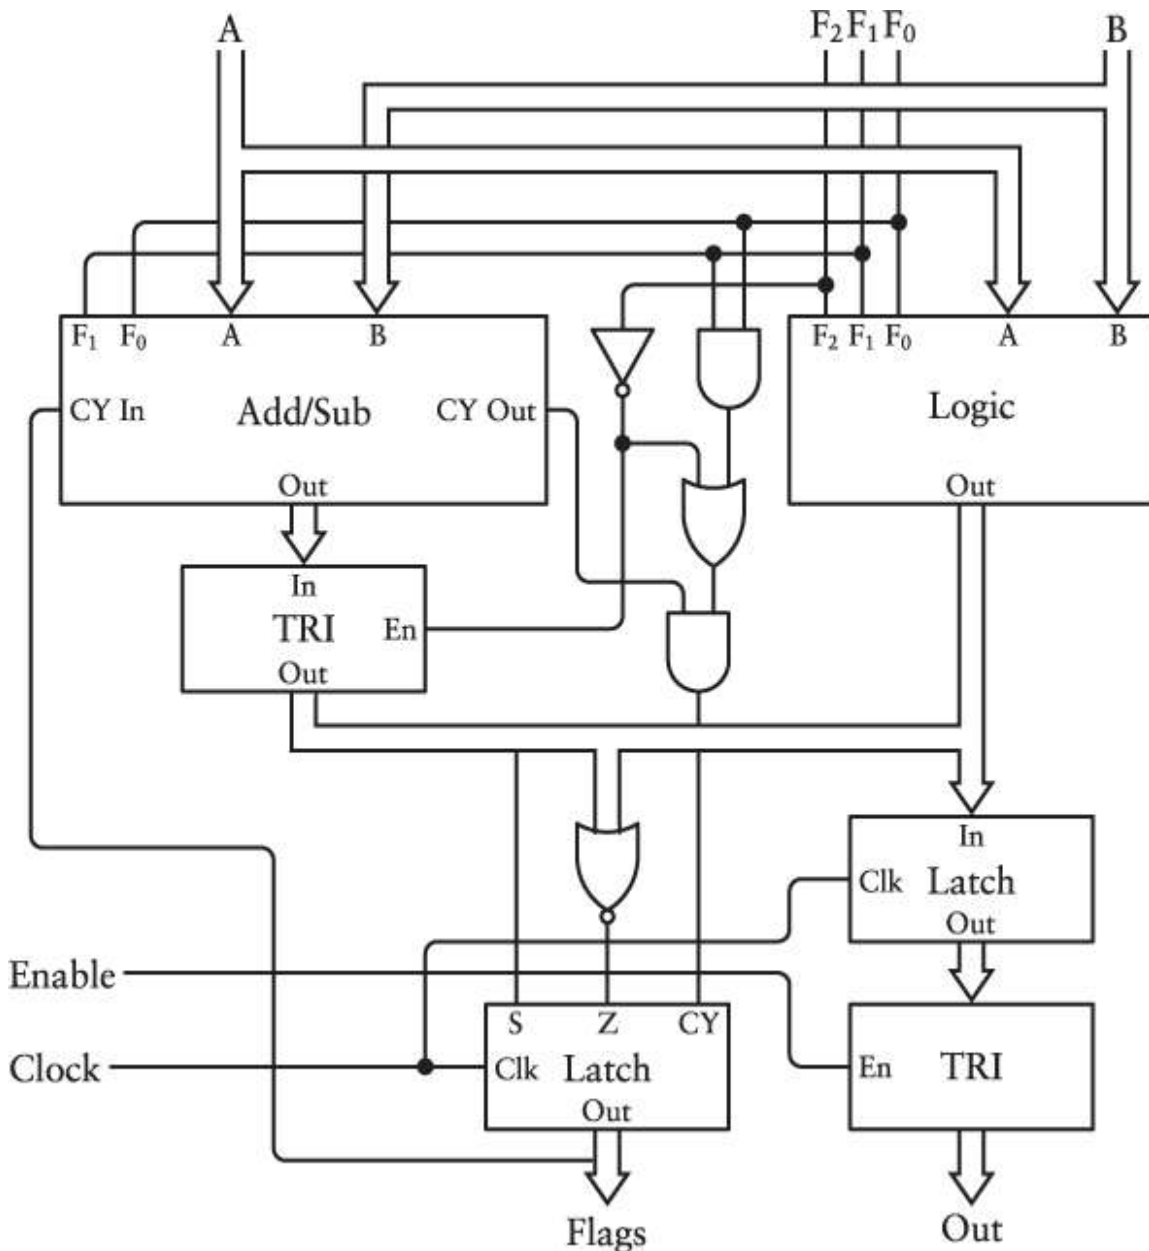 A F₂ F₁ F₀ B
F₁ F₀ A B F₂ F₁ F₀ A B
CY In Add/Sub CY Out Logic
Out Out
In
TRI En
Out
In
Clk Latch
Out
Enable
S Z CY
Clock Clk Latch En TRI
Out
Flags Out